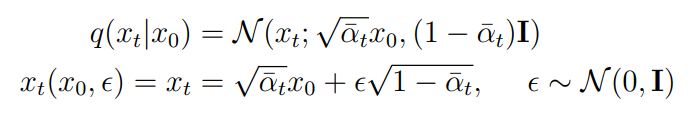 q(x_t|x_0) = 𝒩(x_t; √ᾱ_t x_0, (1 − ᾱ_t)𝐈)
x_t(x_0, ϵ) = x_t = √ᾱ_t x_0 + ϵ√1 − ᾱ_t, ϵ ∼ 𝒩(0, 𝐈)